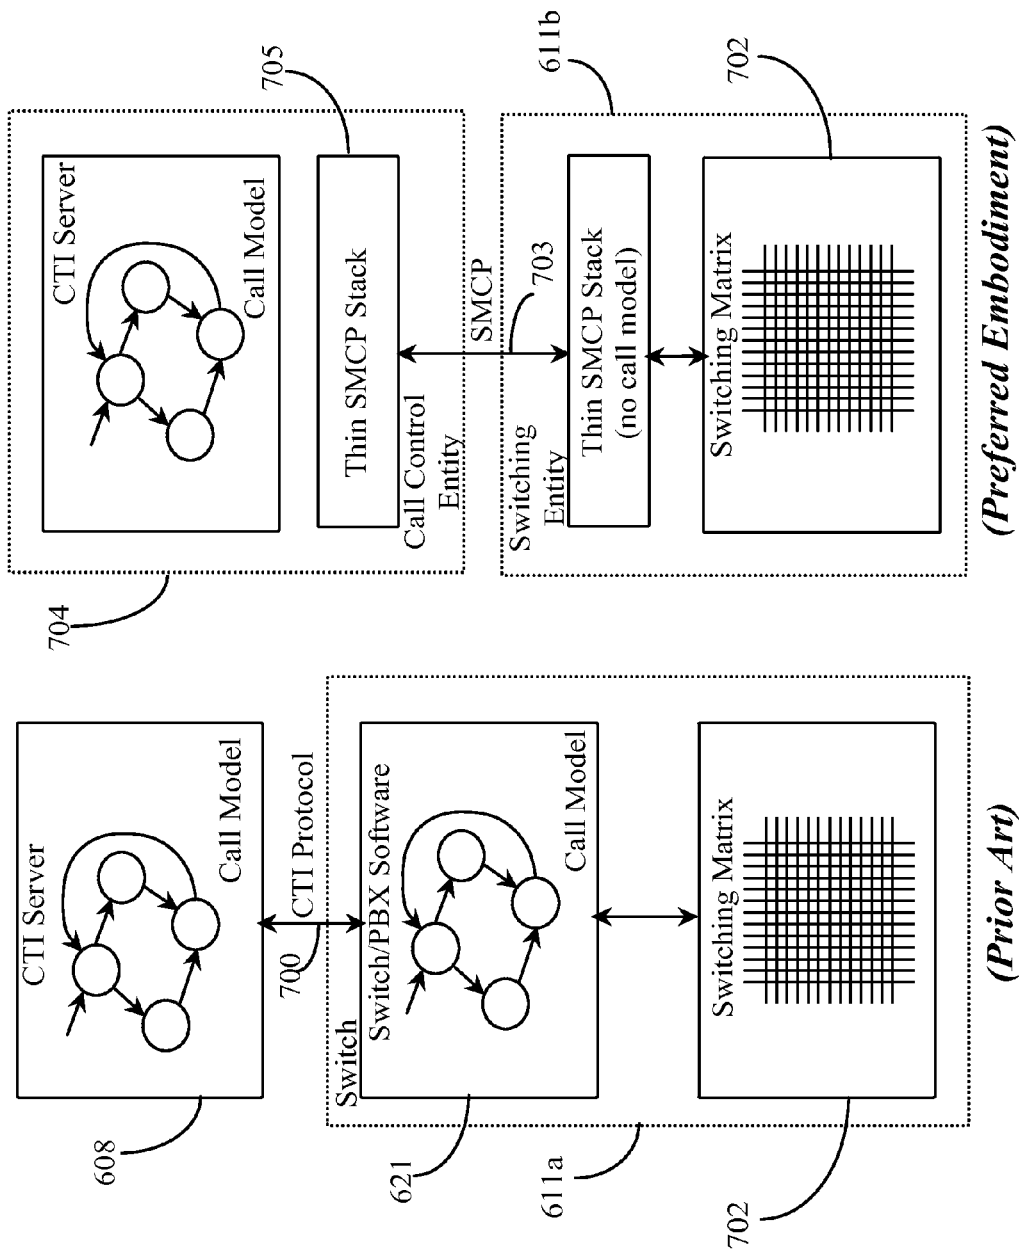 608
CTI Server
Call Model
700
CTI Protocol
Switch
Switch/PBX Software
Call Model
621
611a
Switching Matrix
702
(Prior Art)
704
CTI Server
Call Model
705
Thin SMCP Stack
Call Control
Entity
SMCP
703
Switching
Entity
611b
Thin SMCP Stack
(no call model)
Switching Matrix
702
(Preferred Embodiment)